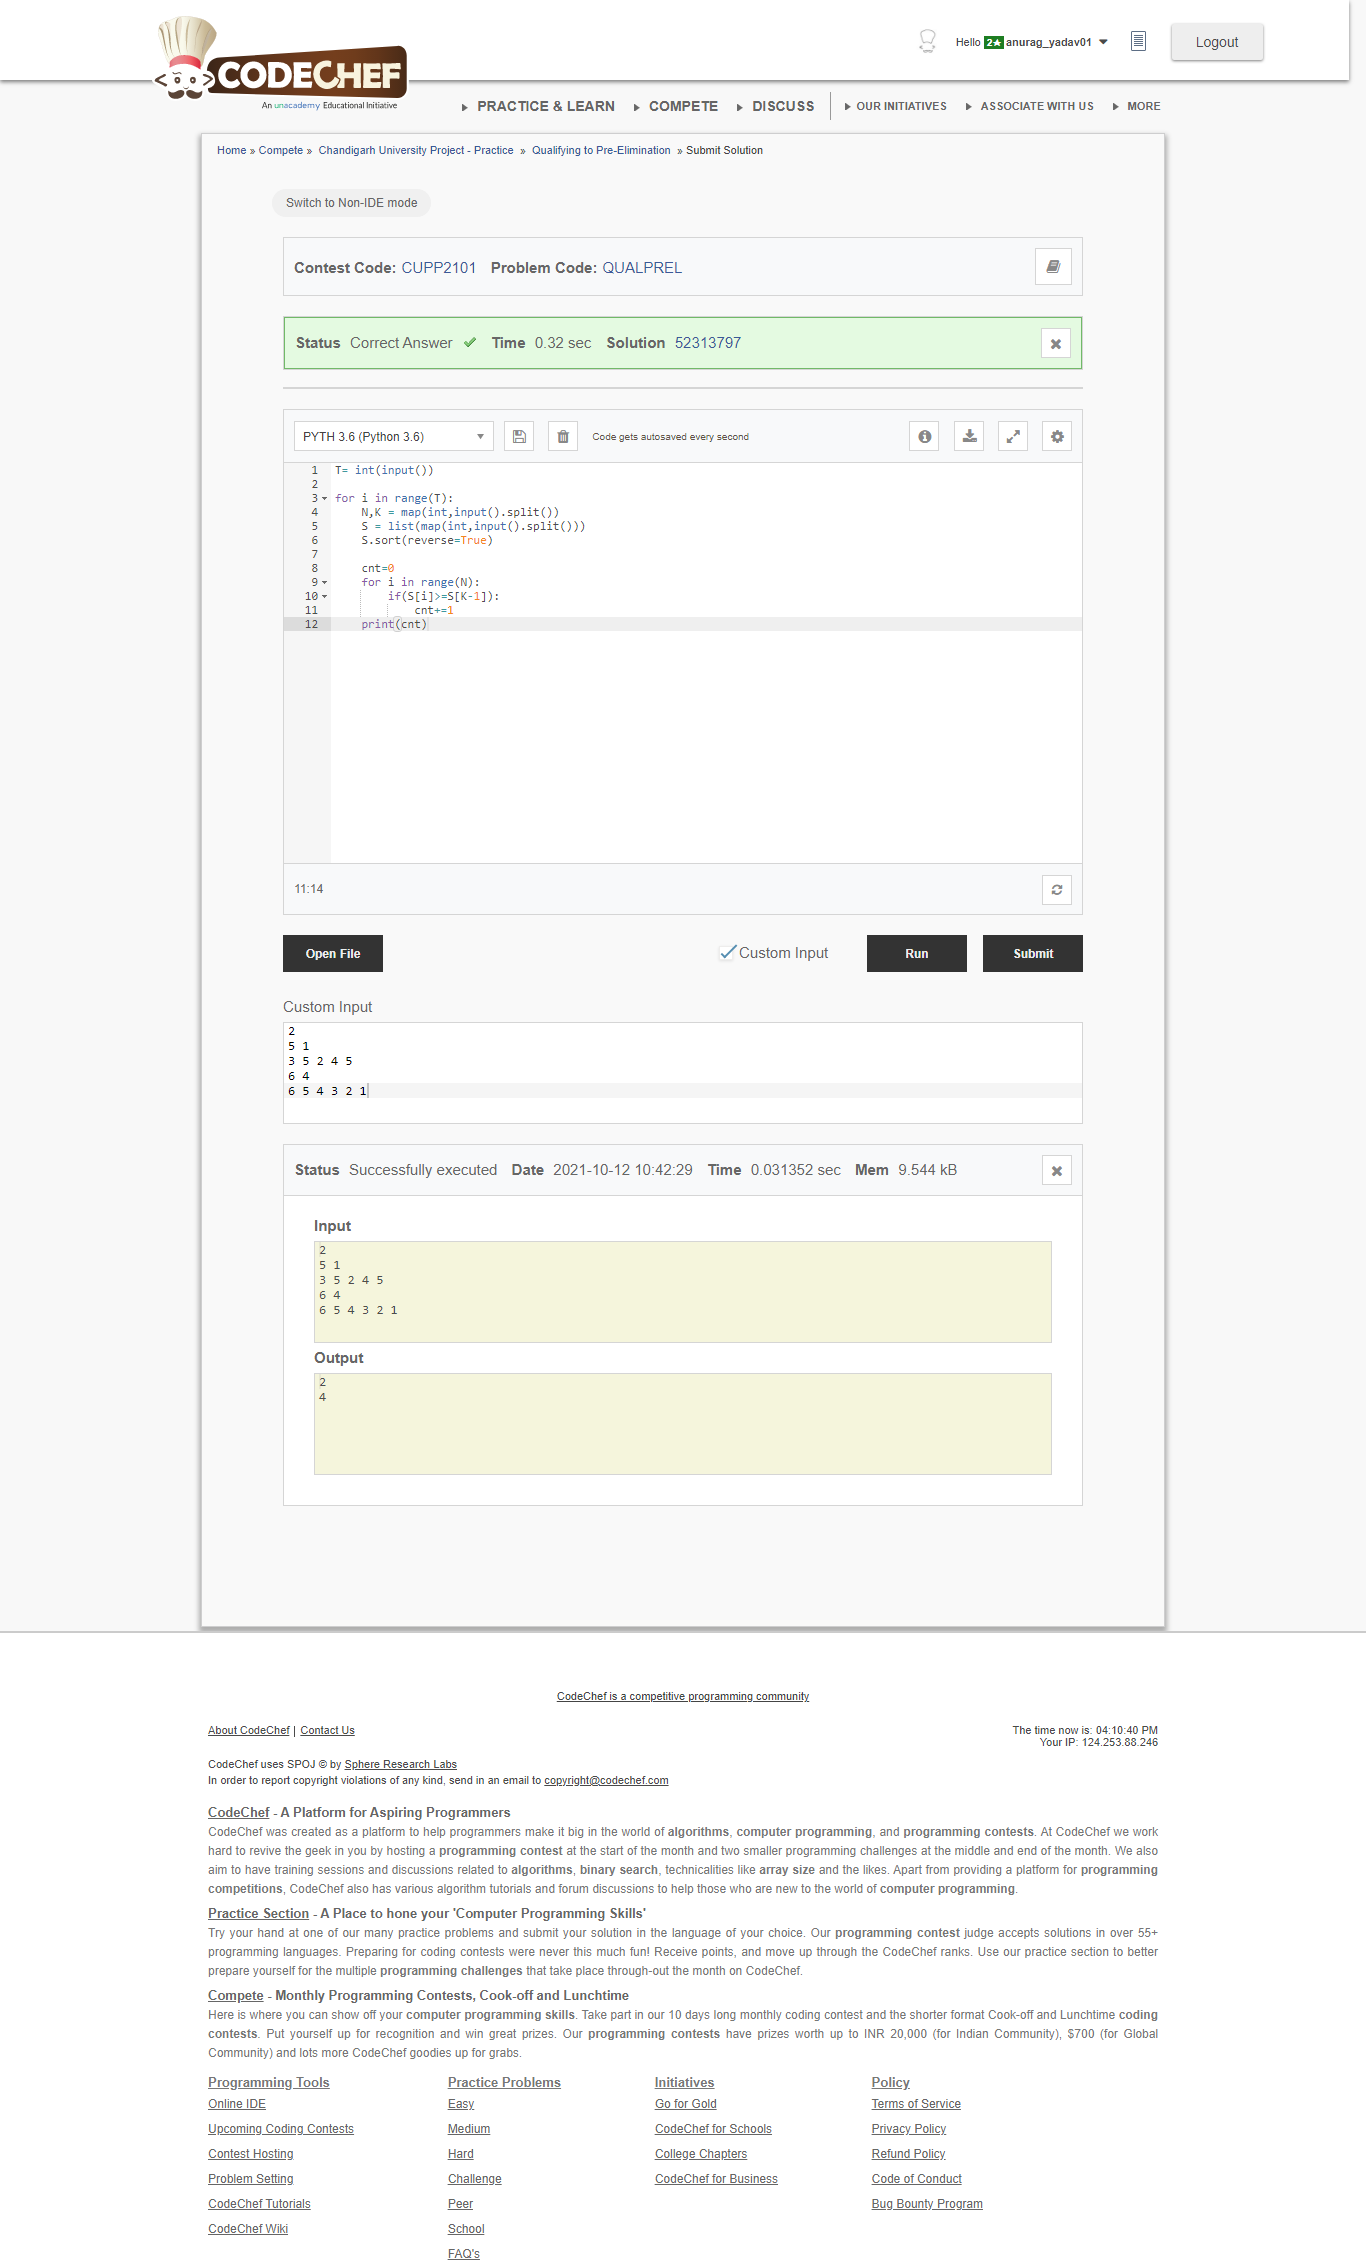 CODECHEF
An unacademy Educational Initiative
Hello 2★ anurag_yadav01
Logout
PRACTICE & LEARN COMPETE DISCUSS OUR INITIATIVES ASSOCIATE WITH US MORE
Home » Compete » Chandigarh University Project - Practice » Qualifying to Pre-Elimination » Submit Solution
Switch to Non-IDE mode
Contest Code: CUPP2101 Problem Code: QUALPREL
Status Correct Answer ✔ Time 0.32 sec Solution 52313797
PYTH 3.6 (Python 3.6) Code gets autosaved every second
1 T= int(input())
2
3 for i in range(T):
4     N,K = map(int,input().split())
5     S = list(map(int,input().split()))
6     S.sort(reverse=True)
7
8     cnt=0
9     for i in range(N):
10         if(S[i]>=S[K-1]):
11             cnt+=1
12     print(cnt)
11:14
Open File Custom Input Run Submit
Custom Input
2
5 1
3 5 2 4 5
6 4
6 5 4 3 2 1
Status Successfully executed Date 2021-10-12 10:42:29 Time 0.031352 sec Mem 9.544 kB
Input
2
5 1
3 5 2 4 5
6 4
6 5 4 3 2 1
Output
2
4
CodeChef is a competitive programming community
About CodeChef | Contact Us
The time now is: 04:10:40 PM
Your IP: 124.253.88.246
CodeChef uses SPOJ © by Sphere Research Labs
In order to report copyright violations of any kind, send in an email to copyright@codechef.com
CodeChef - A Platform for Aspiring Programmers
CodeChef was created as a platform to help programmers make it big in the world of algorithms, computer programming, and programming contests. At CodeChef we work
hard to revive the geek in you by hosting a programming contest at the start of the month and two smaller programming challenges at the middle and end of the month. We also
aim to have training sessions and discussions related to algorithms, binary search, technicalities like array size and the likes. Apart from providing a platform for programming
competitions, CodeChef also has various algorithm tutorials and forum discussions to help those who are new to the world of computer programming.
Practice Section - A Place to hone your 'Computer Programming Skills'
Try your hand at one of our many practice problems and submit your solution in the language of your choice. Our programming contest judge accepts solutions in over 55+
programming languages. Preparing for coding contests were never this much fun! Receive points, and move up through the CodeChef ranks. Use our practice section to better
prepare yourself for the multiple programming challenges that take place through-out the month on CodeChef.
Compete - Monthly Programming Contests, Cook-off and Lunchtime
Here is where you can show off your computer programming skills. Take part in our 10 days long monthly coding contest and the shorter format Cook-off and Lunchtime coding
contests. Put yourself up for recognition and win great prizes. Our programming contests have prizes worth up to INR 20,000 (for Indian Community), $700 (for Global
Community) and lots more CodeChef goodies up for grabs.
Programming Tools
Online IDE
Upcoming Coding Contests
Contest Hosting
Problem Setting
CodeChef Tutorials
CodeChef Wiki
Practice Problems
Easy
Medium
Hard
Challenge
Peer
School
FAQ's
Initiatives
Go for Gold
CodeChef for Schools
College Chapters
CodeChef for Business
Policy
Terms of Service
Privacy Policy
Refund Policy
Code of Conduct
Bug Bounty Program